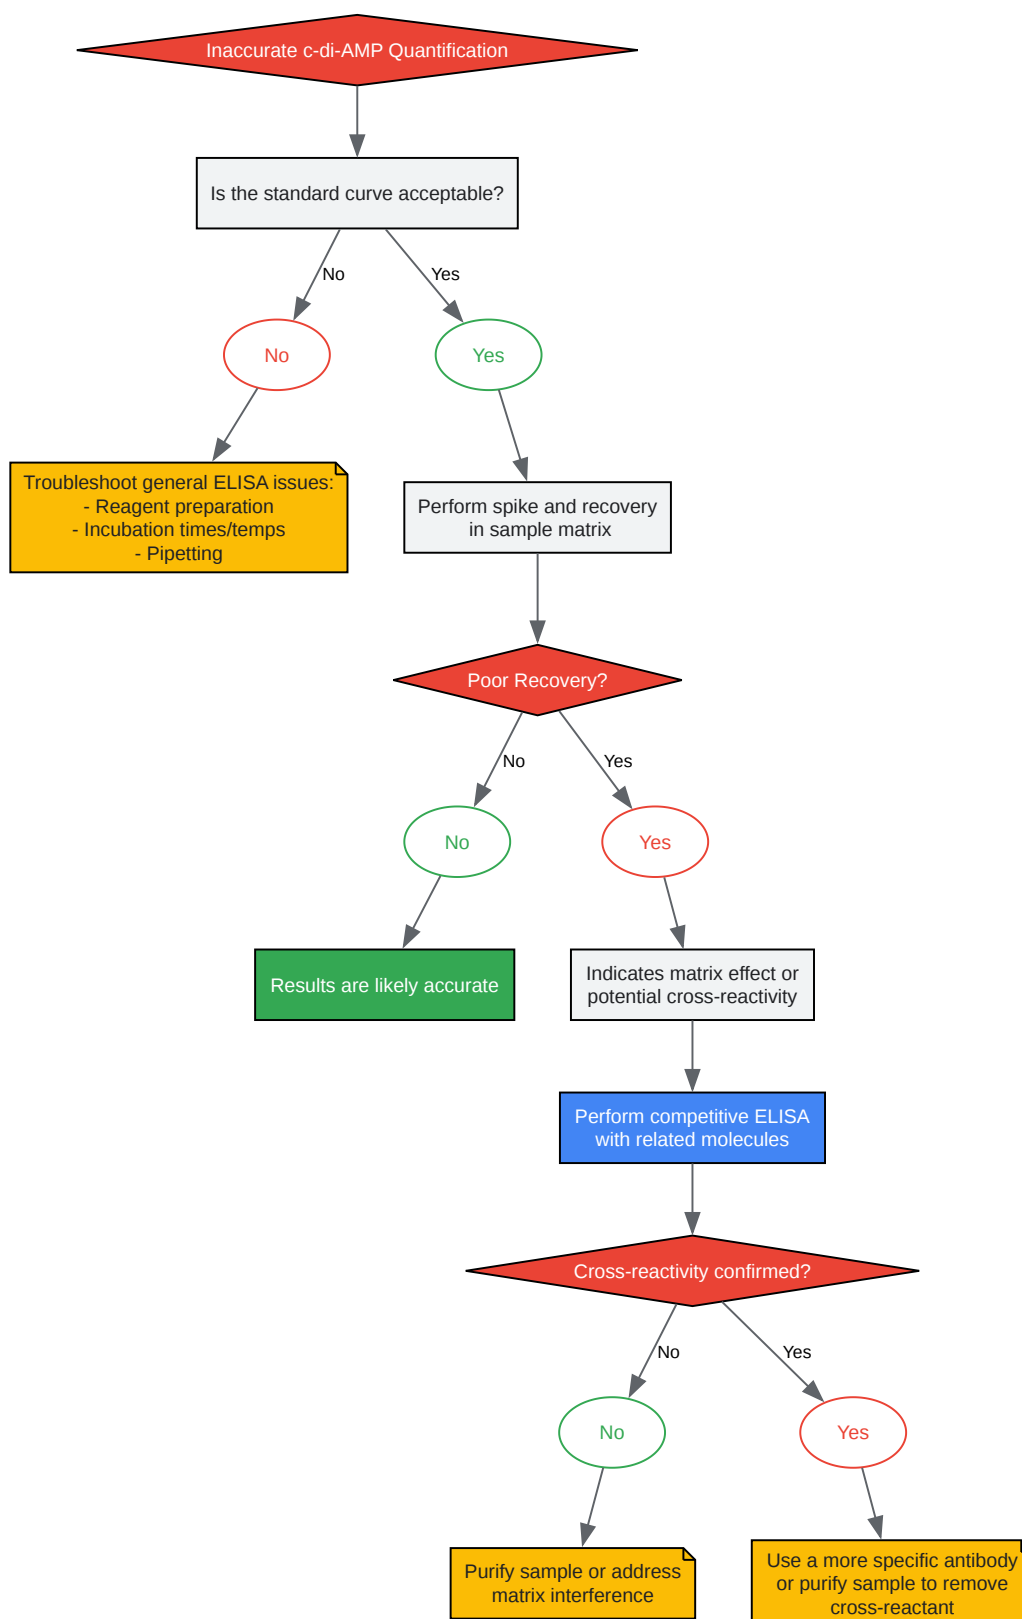 Inaccurate c-di-AMP Quantification
Is the standard curve acceptable?
No
Yes
No
Yes
Troubleshoot general ELISA issues:
- Reagent preparation
- Incubation times/temps
- Pipetting
Perform spike and recovery
in sample matrix
Poor Recovery?
No
Yes
No
Yes
Results are likely accurate
Indicates matrix effect or
potential cross-reactivity
Perform competitive ELISA
with related molecules
Cross-reactivity confirmed?
No
Yes
No
Yes
Purify sample or address
matrix interference
Use a more specific antibody
or purify sample to remove
cross-reactant